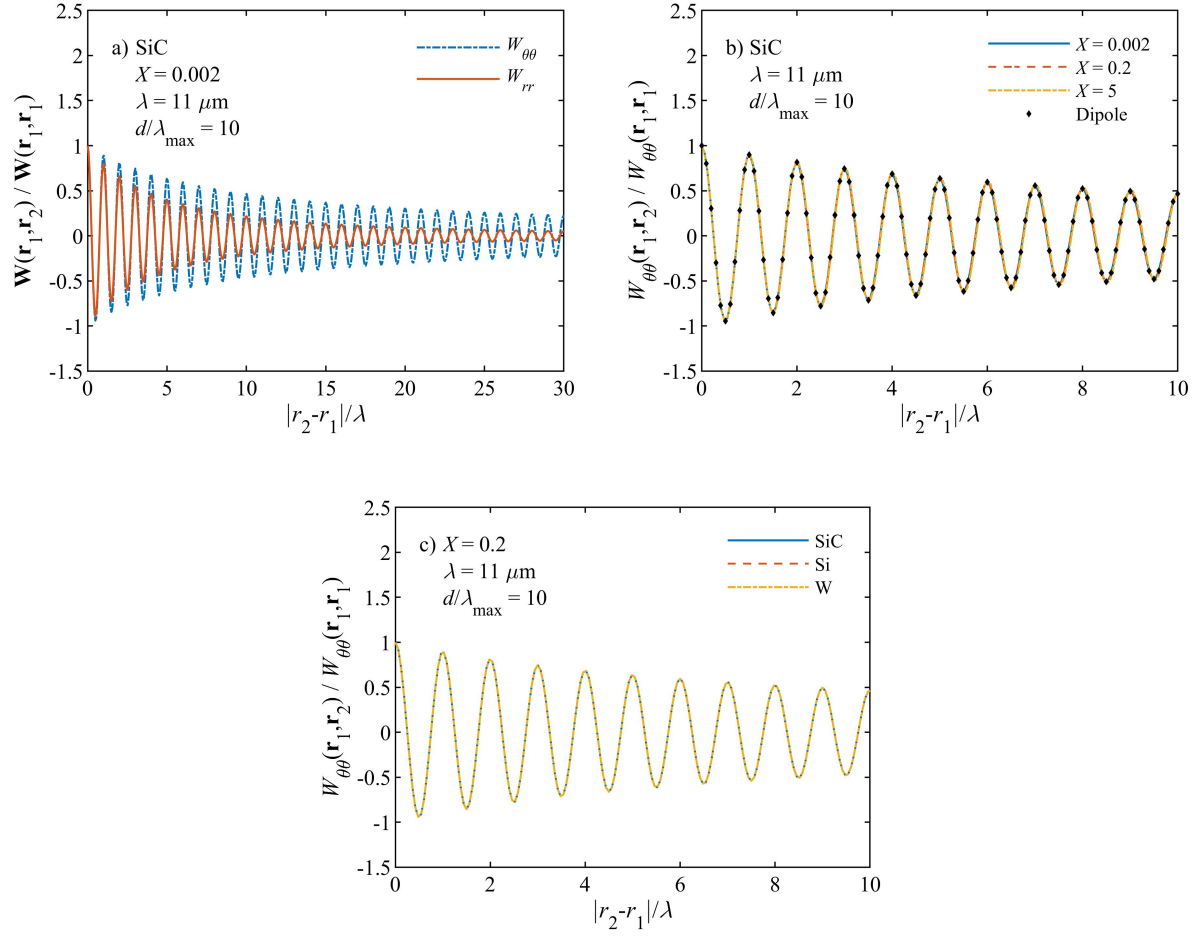 2.5
2
1.5
1
0.5
0
-0.5
-1
-1.5
W(r1,r2) / W(r1,r1)
a) SiC
X = 0.002
λ = 11 μm
d/λmax = 10
Wθθ
Wrr
0 5 10 15 20 25 30
|r2-r1|/λ
2.5
2
1.5
1
0.5
0
-0.5
-1
-1.5
Wθθ(r1,r2) / Wθθ(r1,r1)
b) SiC
λ = 11 μm
d/λmax = 10
X = 0.002
X = 0.2
X = 5
Dipole
0 2 4 6 8 10
|r2-r1|/λ
2.5
2
1.5
1
0.5
0
-0.5
-1
-1.5
Wθθ(r1,r2) / Wθθ(r1,r1)
c) X = 0.2
λ = 11 μm
d/λmax = 10
SiC
Si
W
0 2 4 6 8 10
|r2-r1|/λ